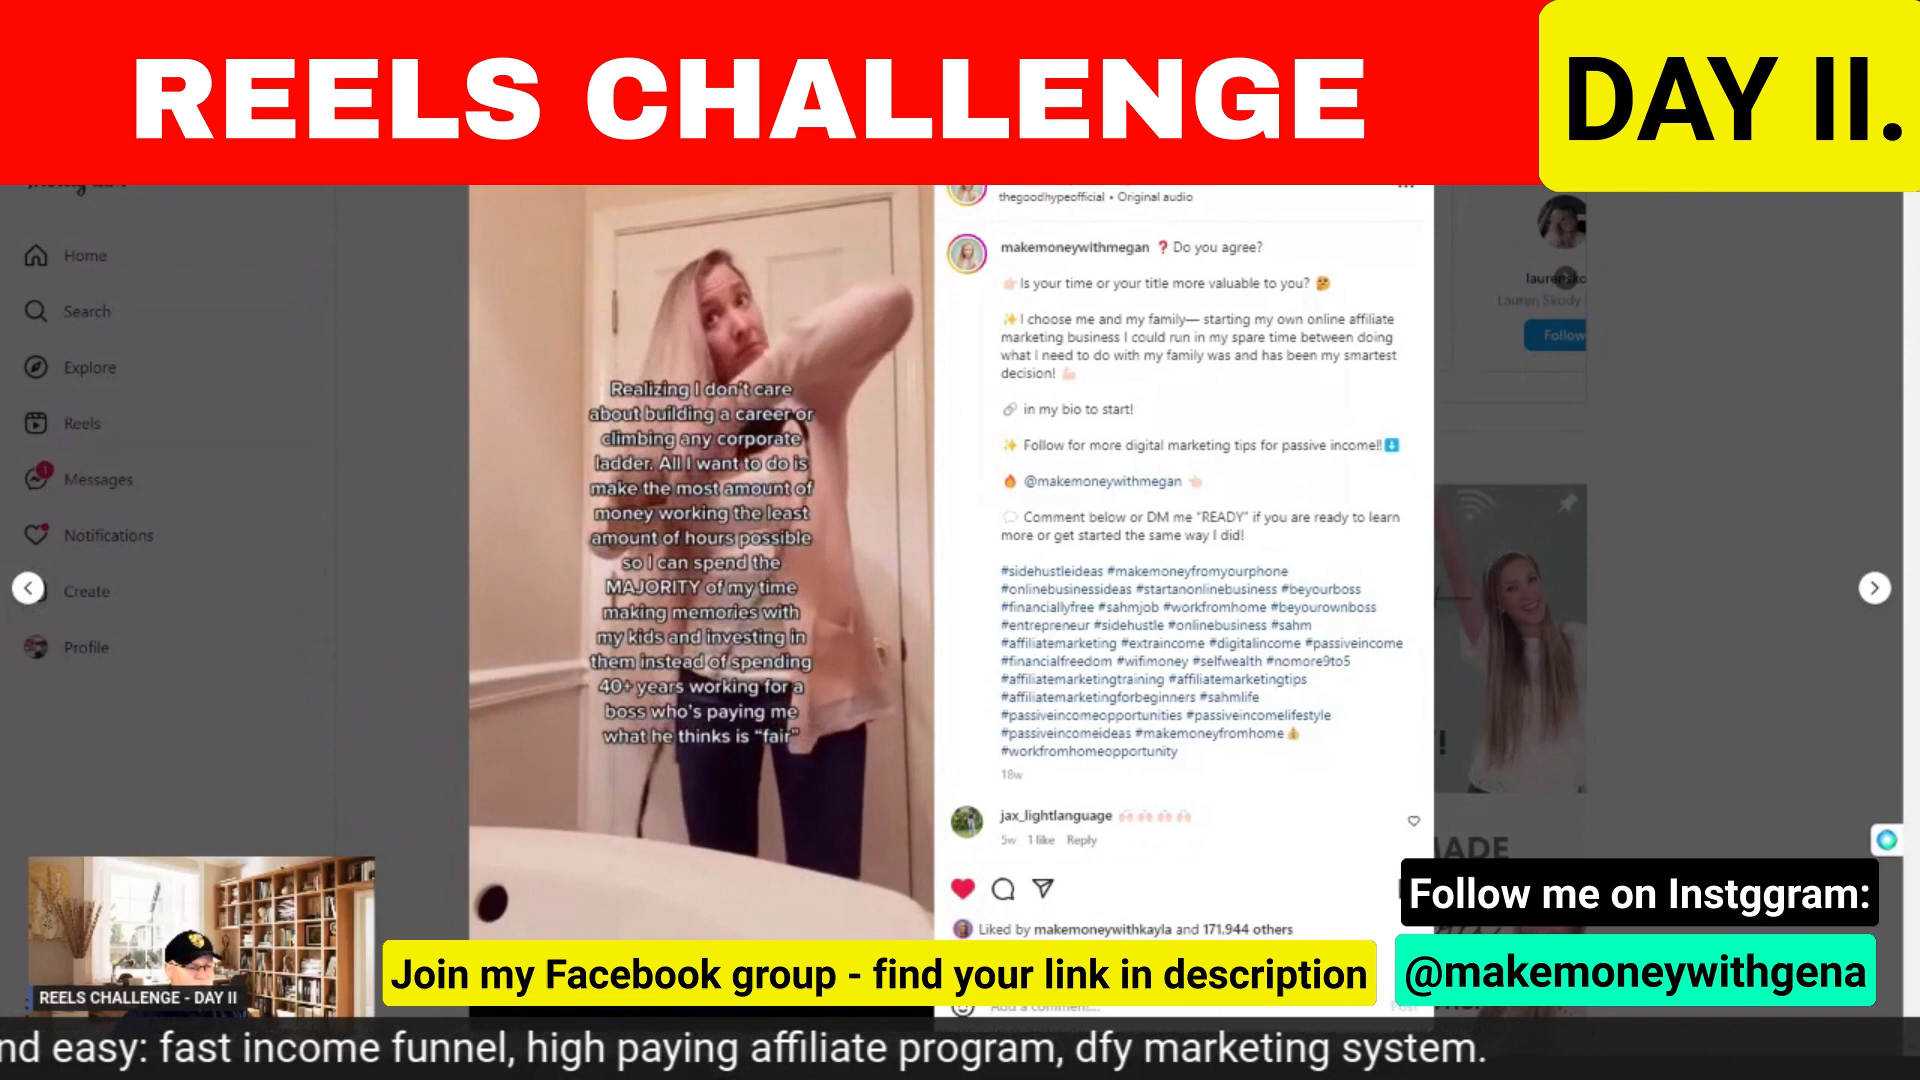 REELS CHALLENGE
DAY II.
thegoodhypeofficial • Original audio
Home
Search
Explore
Reels
1
Messages
Notifications
Create
Profile
Realizing I don't care
about building a career or
climbing any corporate
ladder. All I want to do is
make the most amount of
money working the least
amount of hours possible
so I can spend the
MAJORITY of my time
making memories with
my kids and investing in
them instead of spending
40+ years working for a
boss who's paying me
what he thinks is "fair"
makemoneywithmegan ❓ Do you agree?
👉🏻 Is your time or your title more valuable to you? 🤔
✨ I choose me and my family— starting my own online affiliate
marketing business I could run in my spare time between doing
what I need to do with my family was and has been my smartest
decision! 💪🏻
🔗 in my bio to start!
✨ Follow for more digital marketing tips for passive income!!⬇️
🔥 @makemoneywithmegan 👈🏻
💬 Comment below or DM me "READY" if you are ready to learn
more or get started the same way I did!
#sidehustleideas #makemoneyfromyourphone
#onlinebusinessideas #startanonlinebusiness #beyourboss
#financiallyfree #sahmjob #workfromhome #beyourownboss
#entrepreneur #sidehustle #onlinebusiness #sahm
#affiliatemarketing #extraincome #digitalincome #passiveincome
#financialfreedom #wifimoney #selfwealth #nomore9to5
#affiliatemarketingtraining #affiliatemarketingtips
#affiliatemarketingforbeginners #sahmlife
#passiveincomeopportunities #passiveincomelifestyle
#passiveincomeideas #makemoneyfromhome 💰
#workfromhomeopportunity
18w
jax_lightlanguage 🙌🏻🙌🏻🙌🏻🙌🏻
5w 1 like Reply
Liked by makemoneywithkayla and 171.944 others
Add a comment...
Post
Lauren Skody
Follow
Follow me on Instggram:
@makemoneywithgena
Join my Facebook group - find your link in description
REELS CHALLENGE - DAY II
nd easy: fast income funnel, high paying affiliate program, dfy marketing system.